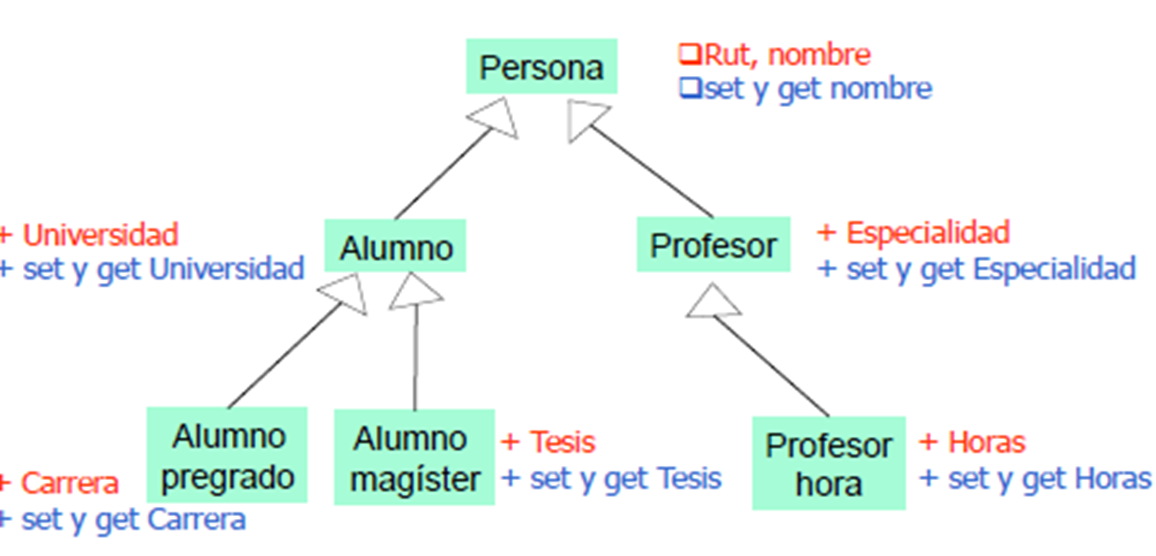 Persona
❑Rut, nombre
❑set y get nombre
+ Universidad
+ set y get Universidad
Alumno
Profesor
+ Especialidad
+ set y get Especialidad
+ Carrera
+ set y get Carrera
Alumno
pregrado
Alumno
magíster
+ Tesis
+ set y get Tesis
Profesor
hora
+ Horas
+ set y get Horas